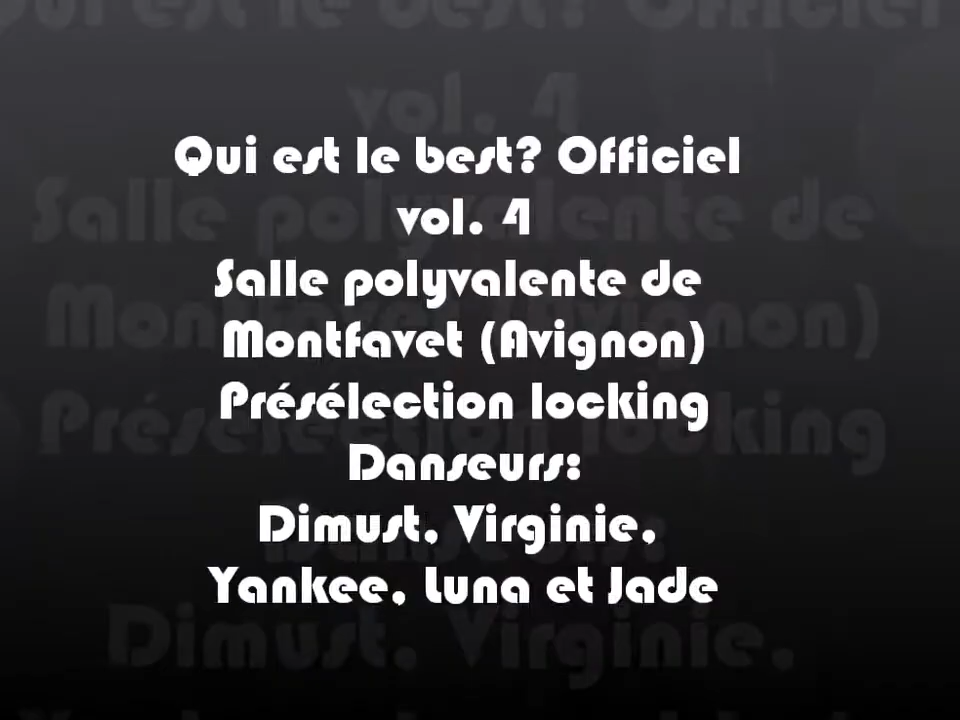 Qui est le best? Officiel
vol. 4
Salle polyvalente de
Montfavet (Avignon)
Présélection locking
Danseurs:
Dimust, Virginie,
Yankee, Luna et Jade